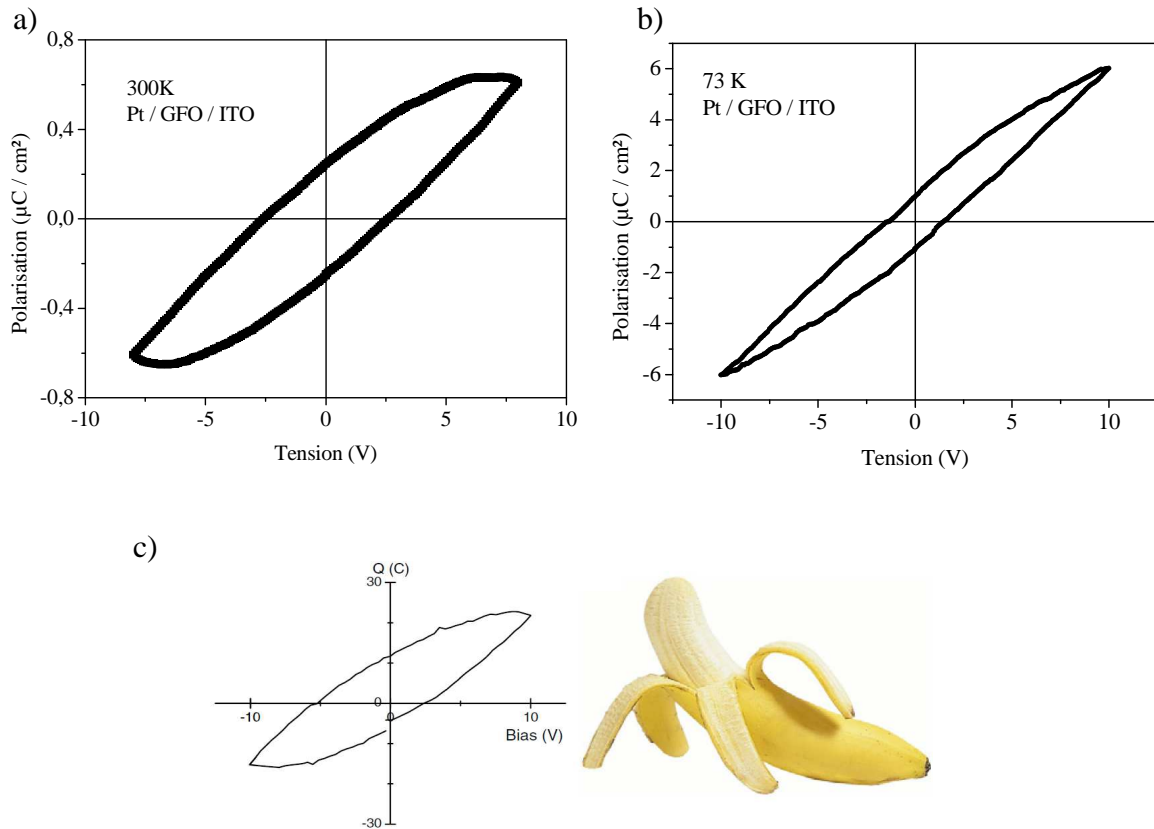 a)
0,8
0,4
0,0
-0,4
-0,8
Polarisation (µC / cm²)
300K
Pt / GFO / ITO
-10 -5 0 5 10
Tension (V)
b)
6
4
2
0
-2
-4
-6
Polarisation (µC / cm²)
73 K
Pt / GFO / ITO
-10 -5 0 5 10
Tension (V)
c)
Q (C)
30
0
-10 0 10
Bias (V)
-30